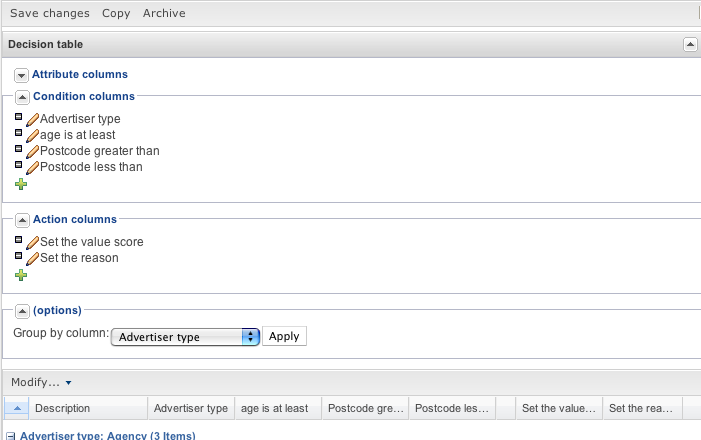 Save changes Copy Archive
Decision table
Attribute columns
Condition columns
Advertiser type
age is at least
Postcode greater than
Postcode less than
Action columns
Set the value score
Set the reason
(options)
Group by column: Advertiser type Apply
Modify...
Description Advertiser type age is at least Postcode gre... Postcode les... Set the value... Set the rea...
Advertiser type: Agency (3 Items)